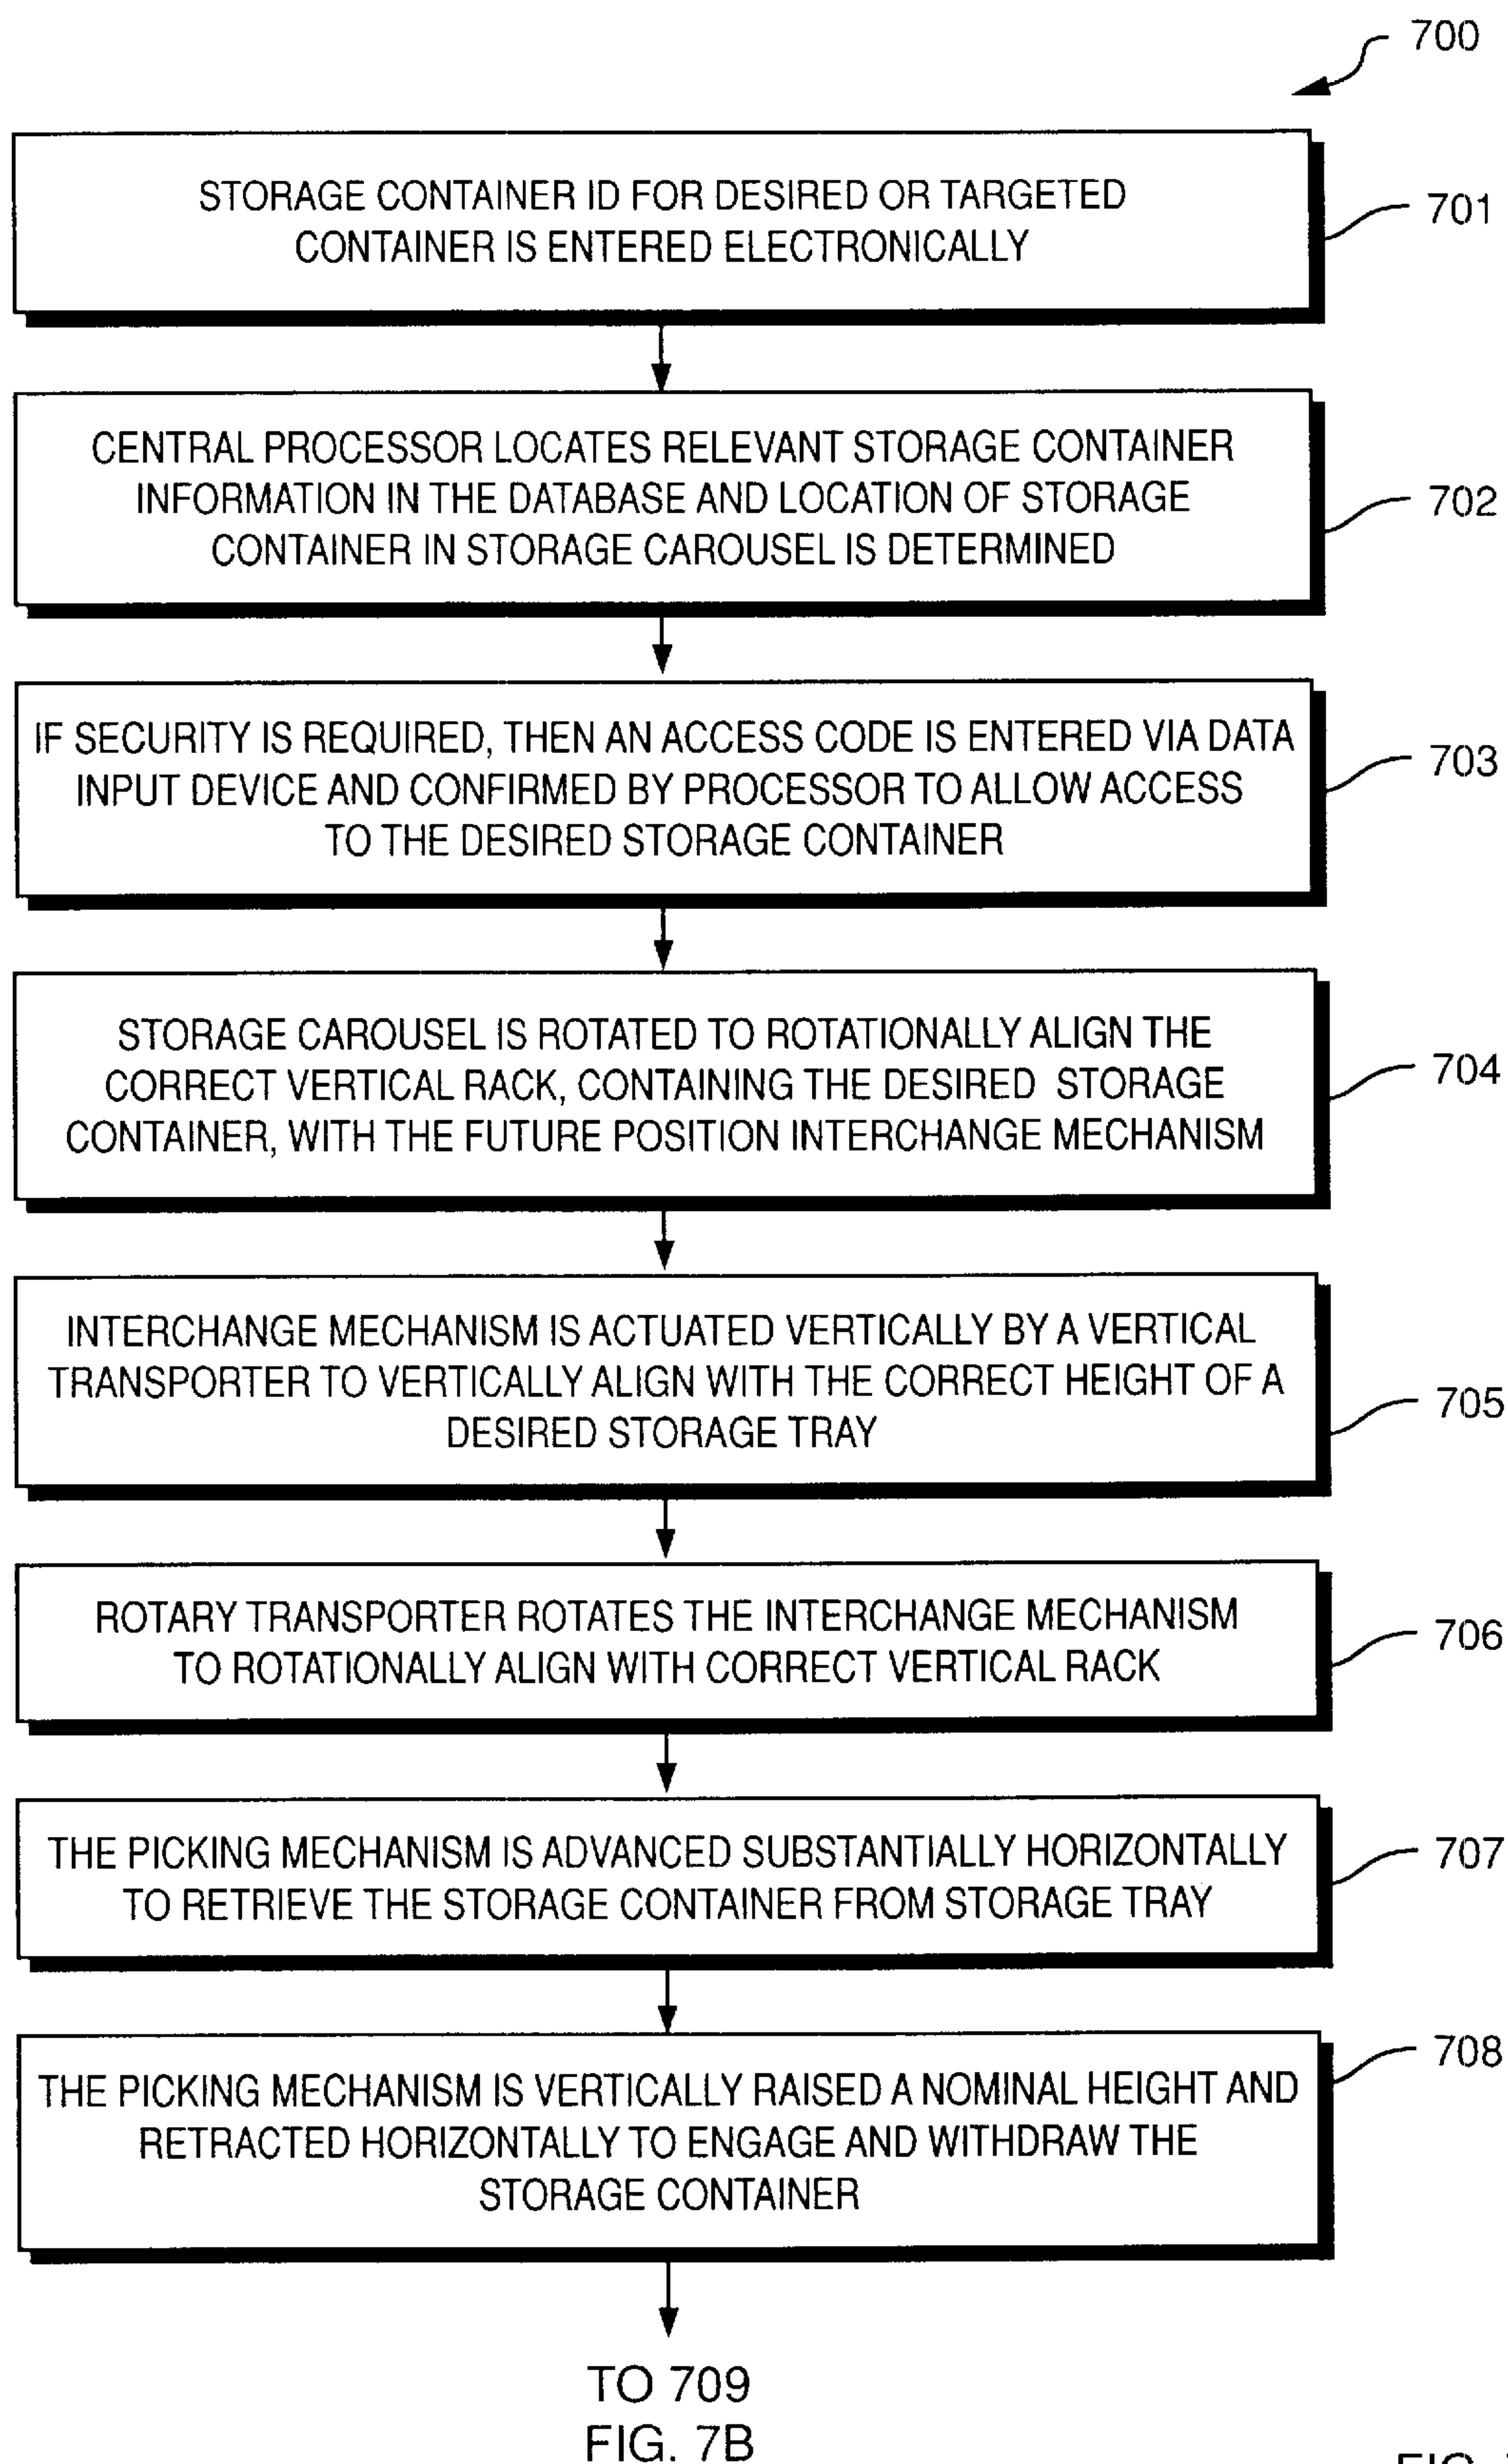 700
STORAGE CONTAINER ID FOR DESIRED OR TARGETED
CONTAINER IS ENTERED ELECTRONICALLY
701
CENTRAL PROCESSOR LOCATES RELEVANT STORAGE CONTAINER
INFORMATION IN THE DATABASE AND LOCATION OF STORAGE
CONTAINER IN STORAGE CAROUSEL IS DETERMINED
702
IF SECURITY IS REQUIRED, THEN AN ACCESS CODE IS ENTERED VIA DATA
INPUT DEVICE AND CONFIRMED BY PROCESSOR TO ALLOW ACCESS
TO THE DESIRED STORAGE CONTAINER
703
STORAGE CAROUSEL IS ROTATED TO ROTATIONALLY ALIGN THE
CORRECT VERTICAL RACK, CONTAINING THE DESIRED STORAGE
CONTAINER, WITH THE FUTURE POSITION INTERCHANGE MECHANISM
704
INTERCHANGE MECHANISM IS ACTUATED VERTICALLY BY A VERTICAL
TRANSPORTER TO VERTICALLY ALIGN WITH THE CORRECT HEIGHT OF A
DESIRED STORAGE TRAY
705
ROTARY TRANSPORTER ROTATES THE INTERCHANGE MECHANISM
TO ROTATIONALLY ALIGN WITH CORRECT VERTICAL RACK
706
THE PICKING MECHANISM IS ADVANCED SUBSTANTIALLY HORIZONTALLY
TO RETRIEVE THE STORAGE CONTAINER FROM STORAGE TRAY
707
THE PICKING MECHANISM IS VERTICALLY RAISED A NOMINAL HEIGHT AND
RETRACTED HORIZONTALLY TO ENGAGE AND WITHDRAW THE
STORAGE CONTAINER
708
TO 709
FIG. 7B